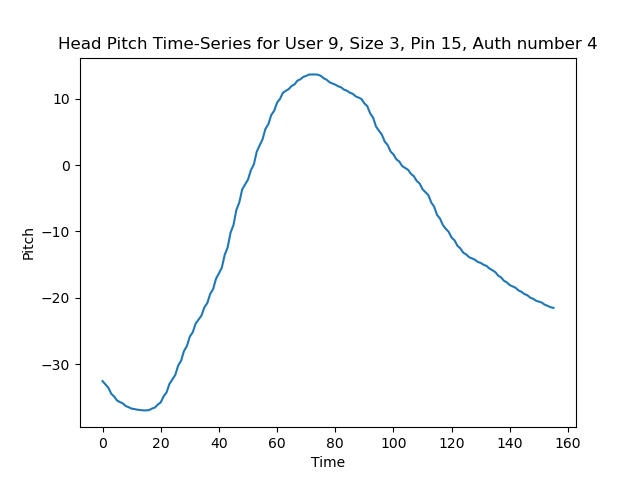 Head Pitch Time-Series for User 9, Size 3, Pin 15, Auth number 4
10
0
−10
−20
−30
Pitch
0 20 40 60 80 100 120 140 160
Time